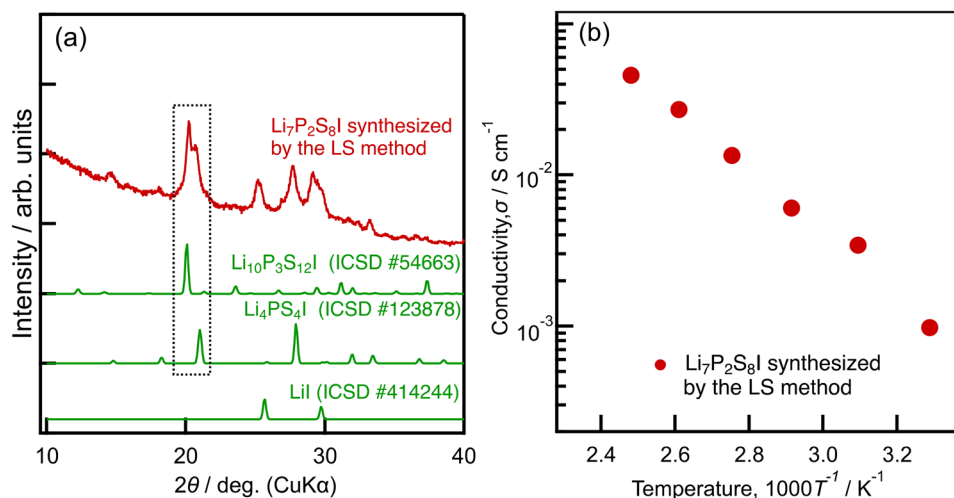 (a)
Intensity / arb. units
Li7P2S8I synthesized
by the LS method
Li10P3S12I (ICSD #54663)
Li4PS4I (ICSD #123878)
LiI (ICSD #414244)
10
20
30
40
2θ / deg. (CuKα)
(b)
Conductivity,σ / S cm-1
10-2
10-3
Li7P2S8I synthesized
by the LS method
2.4
2.6
2.8
3.0
3.2
Temperature, 1000T-1 / K-1